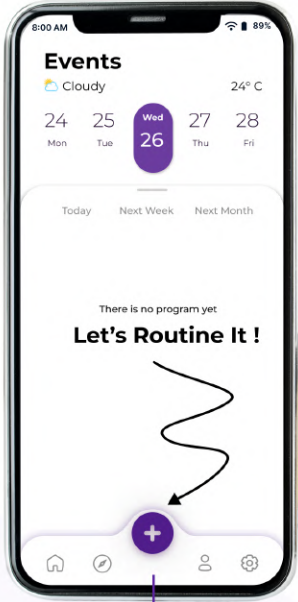 8:00 AM 89%
Events
Cloudy 24° C
24 25 Wed 27 28
Mon Tue 26 Thu Fri
Today Next Week Next Month
There is no program yet
Let's Routine It !